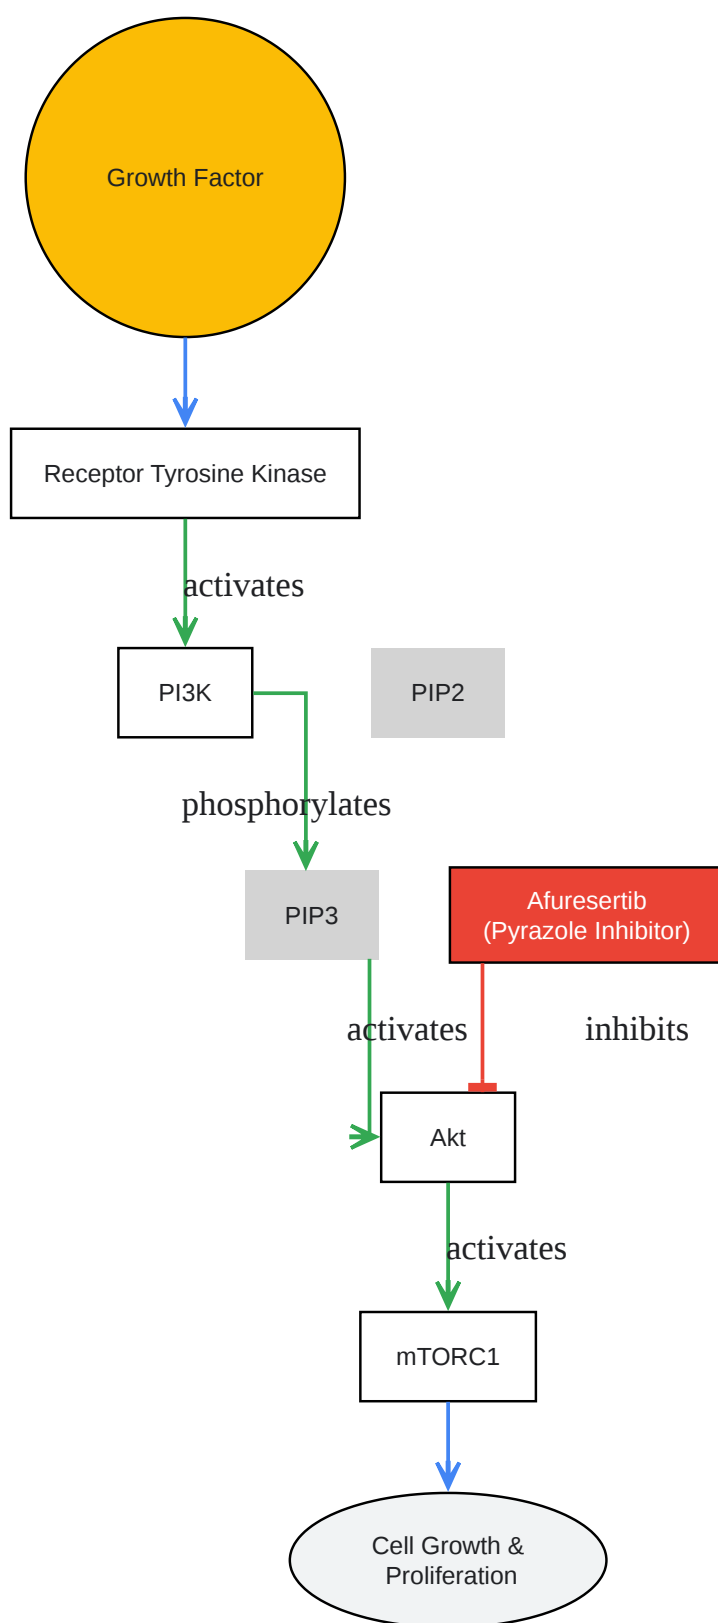 Growth Factor
Receptor Tyrosine Kinase
activates
PI3K
PIP2
phosphorylates
PIP3
Afuresertib
(Pyrazole Inhibitor)
activates
inhibits
Akt
activates
mTORC1
Cell Growth &
Proliferation